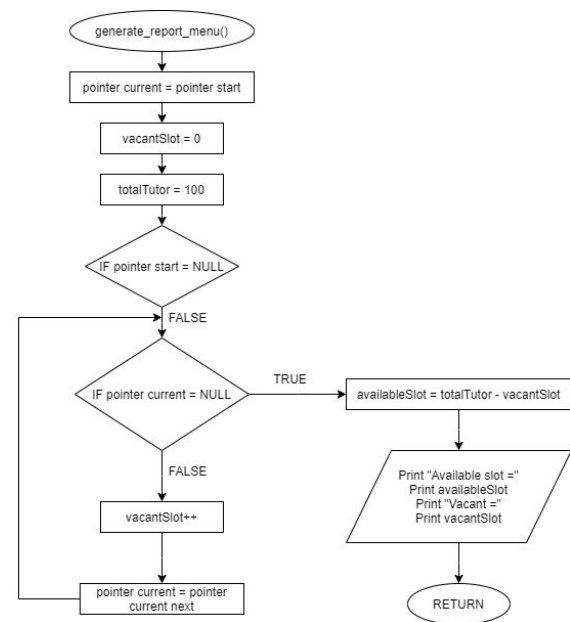 generate_report_menu()
pointer current = pointer start
vacantSlot = 0
totalTutor = 100
IF pointer start = NULL
FALSE
IF pointer current = NULL
TRUE
availableSlot = totalTutor - vacantSlot
FALSE
Print "Available slot ="
Print availableSlot
Print "Vacant ="
Print vacantSlot
vacantSlot++
pointer current = pointer
current next
RETURN